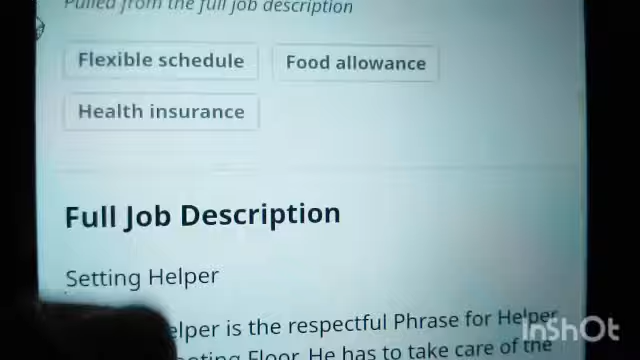 Pulled from the full job description
Flexible schedule
Food allowance
Health insurance
Full Job Description
Setting Helper
elper is the respectful Phrase for Helper
Floor. He has to take care of the
InShOt